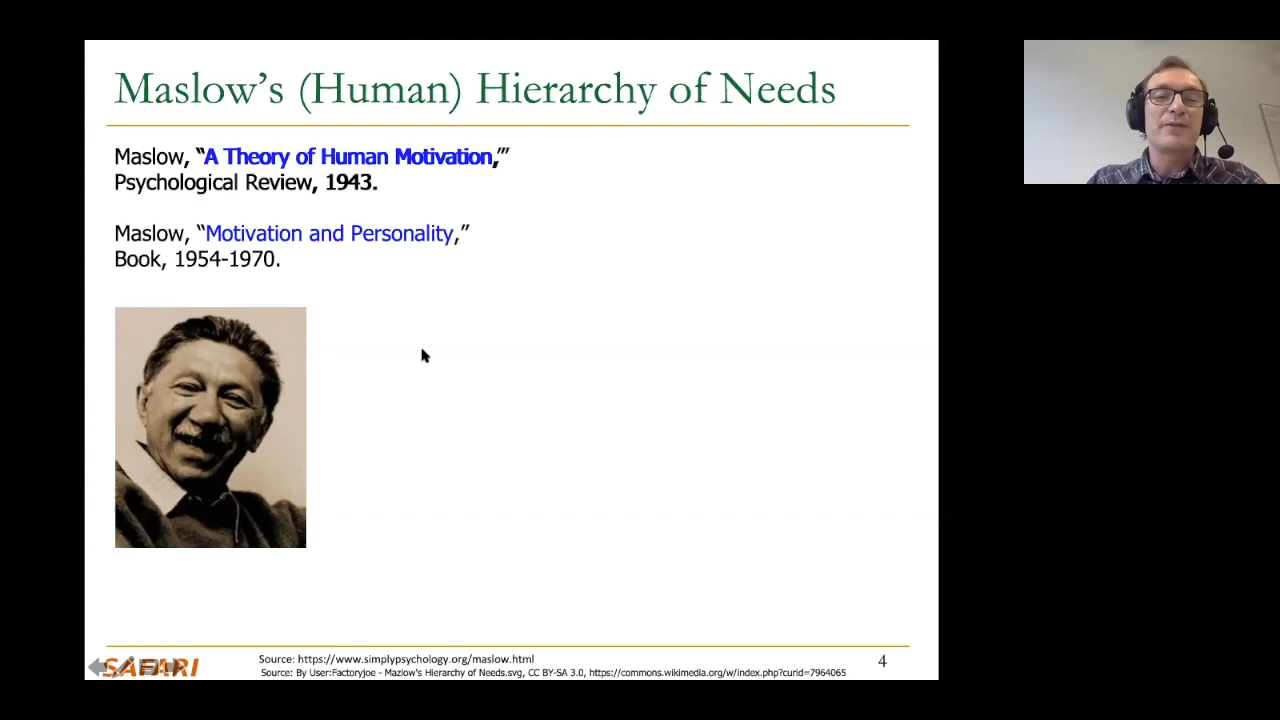 Maslow’s (Human) Hierarchy of Needs
Maslow, “A Theory of Human Motivation,”’
Psychological Review, 1943.
Maslow, “Motivation and Personality,”
Book, 1954-1970.
SAFARI
Source: https://www.simplypsychology.org/maslow.html
Source: By User:Factoryjoe - Mazlow's Hierarchy of Needs.svg, CC BY-SA 3.0, https://commons.wikimedia.org/w/index.php?curid=7964065
4